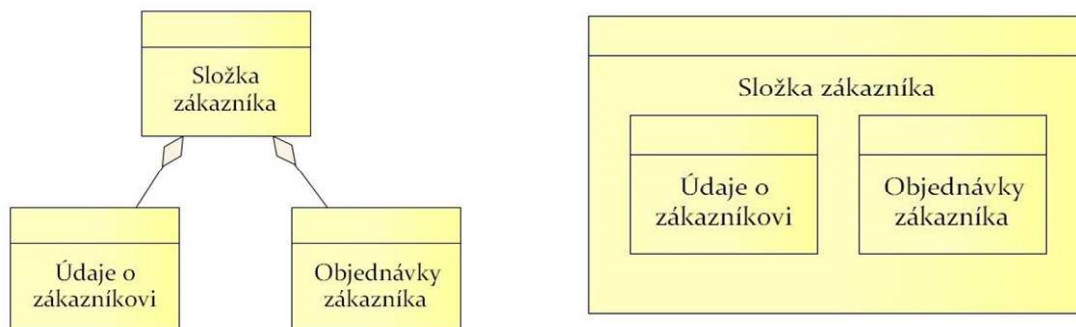 Složka
zákazníka
Údaje o
zákazníkovi
Objednávky
zákazníka
Složka zákazníka
Údaje o
zákazníkovi
Objednávky
zákazníka